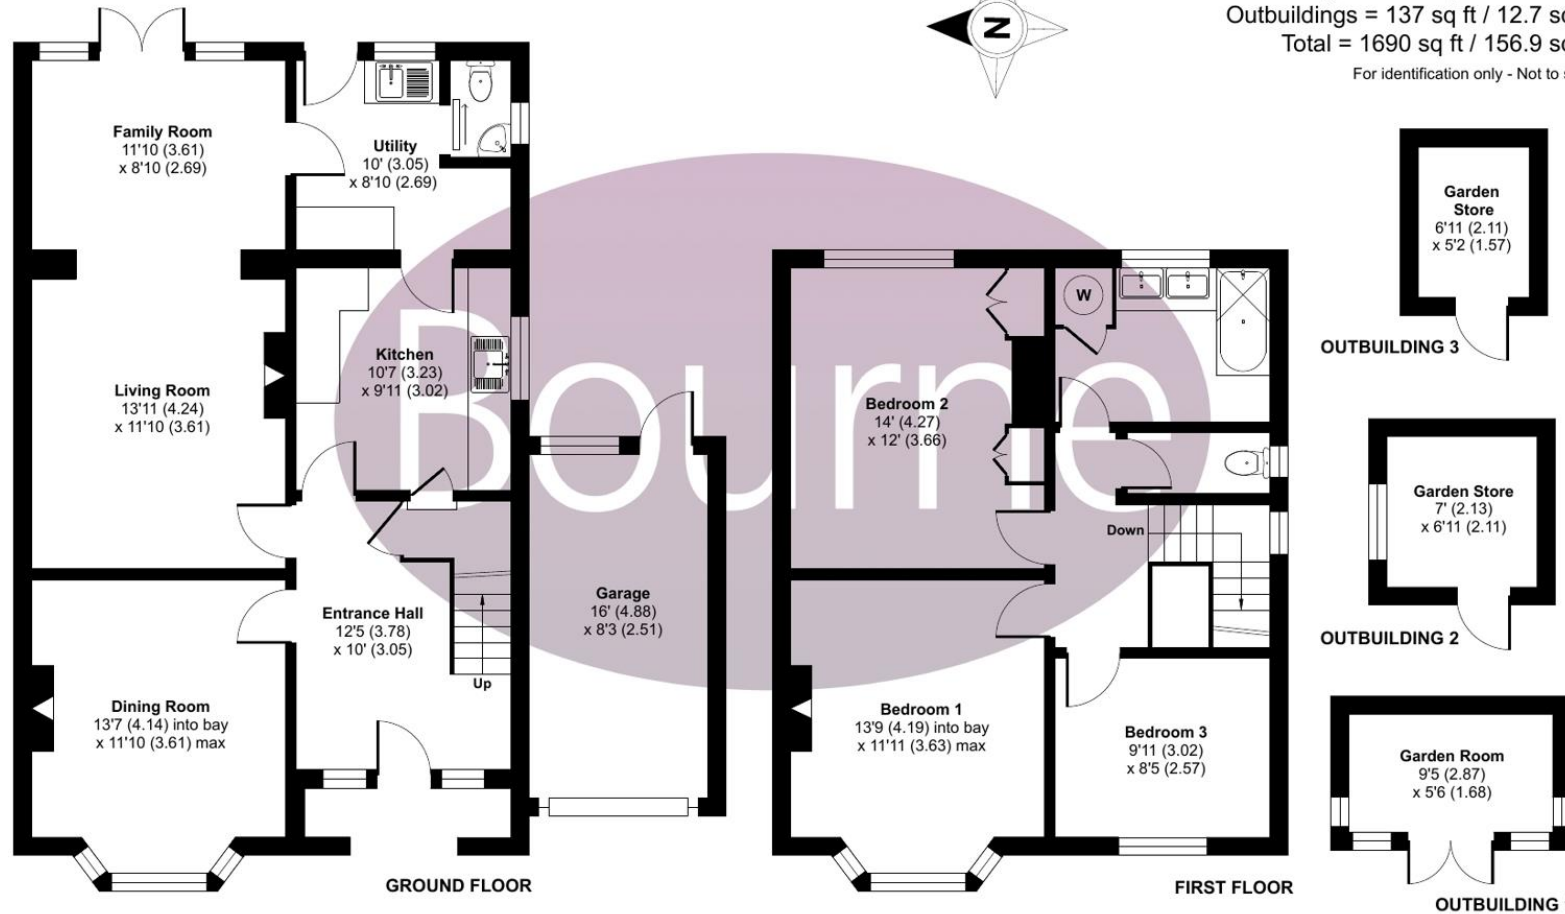 N
Outbuildings = 137 sq ft / 12.7 sq
Total = 1690 sq ft / 156.9 sq
For identification only - Not to s
Family Room
11'10 (3.61)
x 8'10 (2.69)
Utility
10' (3.05)
x 8'10 (2.69)
Kitchen
10'7 (3.23)
x 9'11 (3.02)
Living Room
13'11 (4.24)
x 11'10 (3.61)
Entrance Hall
12'5 (3.78)
x 10' (3.05)
Up
Dining Room
13'7 (4.14) into bay
x 11'10 (3.61) max
Garage
16' (4.88)
x 8'3 (2.51)
GROUND FLOOR
Bourne
W
Bedroom 2
14' (4.27)
x 12' (3.66)
Down
Bedroom 1
13'9 (4.19) into bay
x 11'11 (3.63) max
Bedroom 3
9'11 (3.02)
x 8'5 (2.57)
FIRST FLOOR
Garden
Store
6'11 (2.11)
x 5'2 (1.57)
OUTBUILDING 3
Garden Store
7' (2.13)
x 6'11 (2.11)
OUTBUILDING 2
Garden Room
9'5 (2.87)
x 5'6 (1.68)
OUTBUILDING